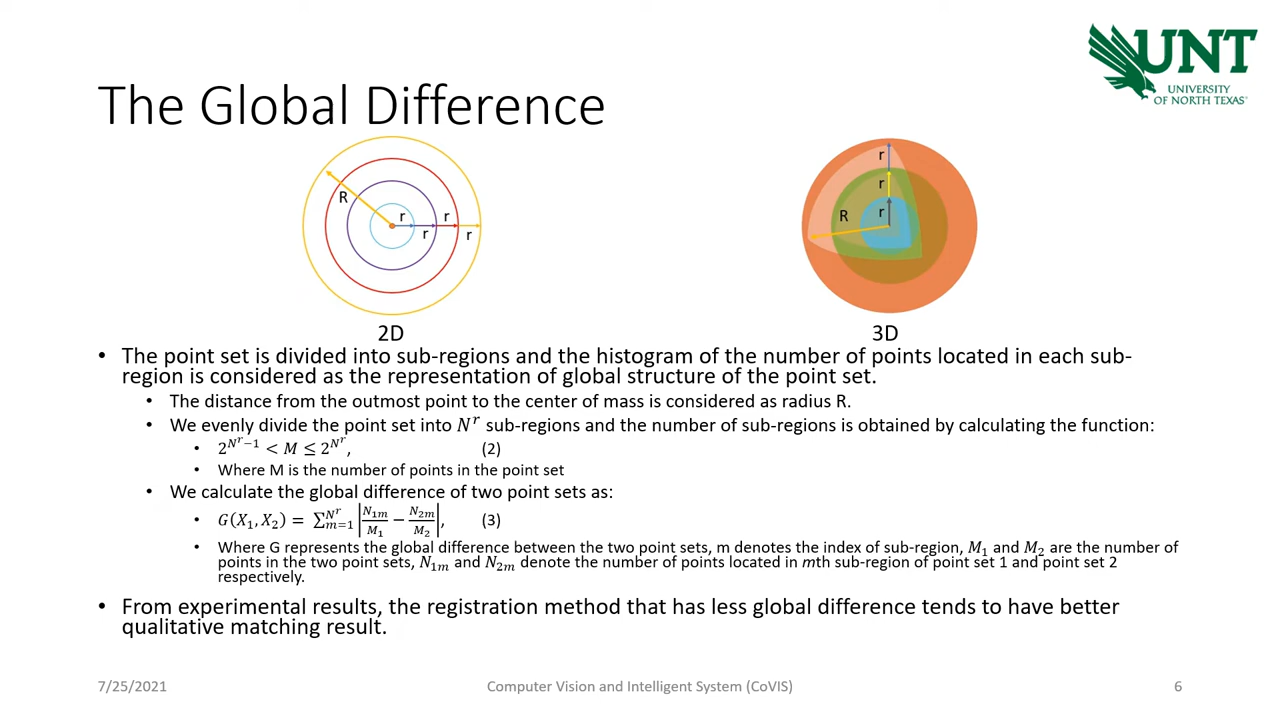 UNT
UNIVERSITY
OF NORTH TEXAS
The Global Difference
R
r
r
r
r
r
r
R
r
2D
3D
• The point set is divided into sub-regions and the histogram of the number of points located in each sub-
region is considered as the representation of global structure of the point set.
• The distance from the outmost point to the center of mass is considered as radius R.
• We evenly divide the point set into N^r sub-regions and the number of sub-regions is obtained by calculating the function:
• 2^{N^r−1} < M ≤ 2^{N^r}, (2)
• Where M is the number of points in the point set
• We calculate the global difference of two point sets as:
• G(X₁, X₂) = ∑_{m=1}^{N^r} |N_{1m}/M₁ − N_{2m}/M₂|, (3)
• Where G represents the global difference between the two point sets, m denotes the index of sub-region, M₁ and M₂ are the number of
points in the two point sets, N_{1m} and N_{2m} denote the number of points located in mth sub-region of point set 1 and point set 2
respectively.
• From experimental results, the registration method that has less global difference tends to have better
qualitative matching result.
7/25/2021
Computer Vision and Intelligent System (CoVIS)
6